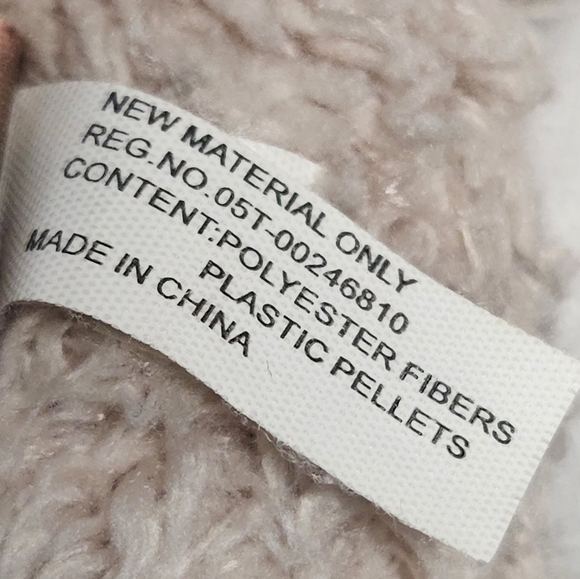 NEW MATERIAL ONLY
REG.NO.05T-00246810
CONTENT:POLYESTER FIBERS
PLASTIC PELLETS
MADE IN CHINA